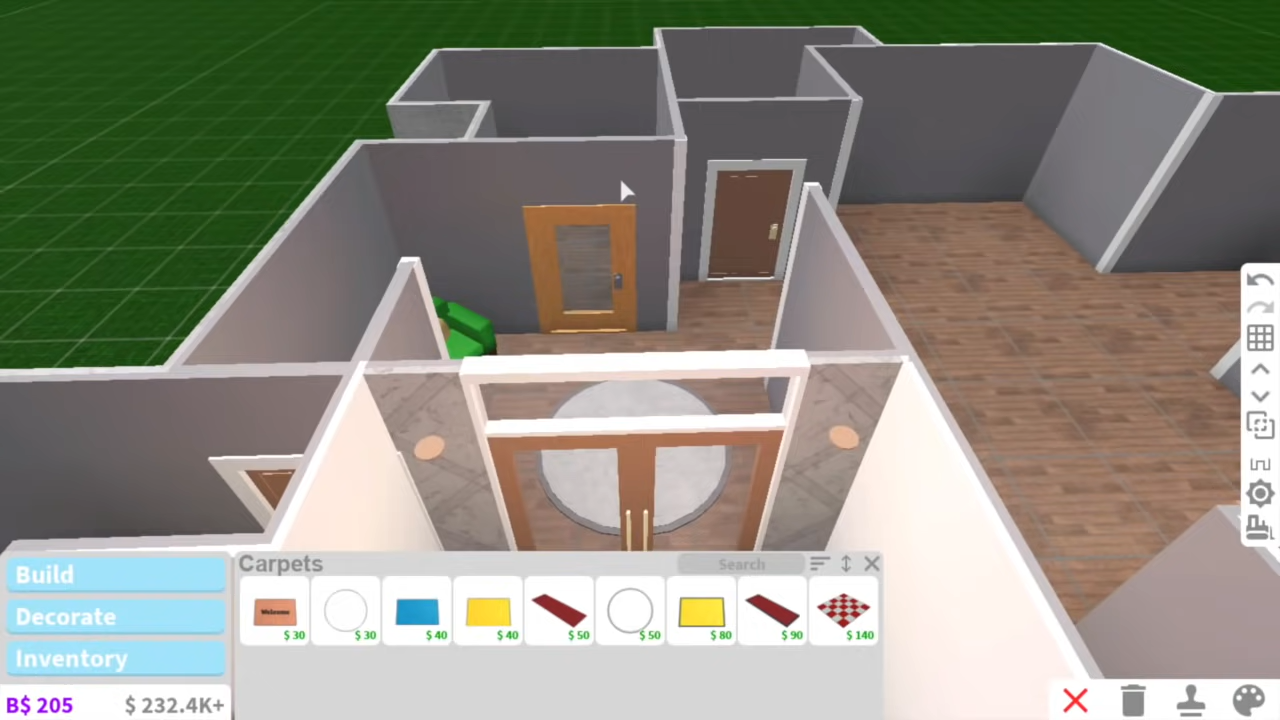 Build
Decorate
Inventory
B$ 205 $ 232.4K+
Carpets Search
Welcome
$ 30 $ 30 $ 40 $ 40 $ 50 $ 50 $ 80 $ 90 $ 140